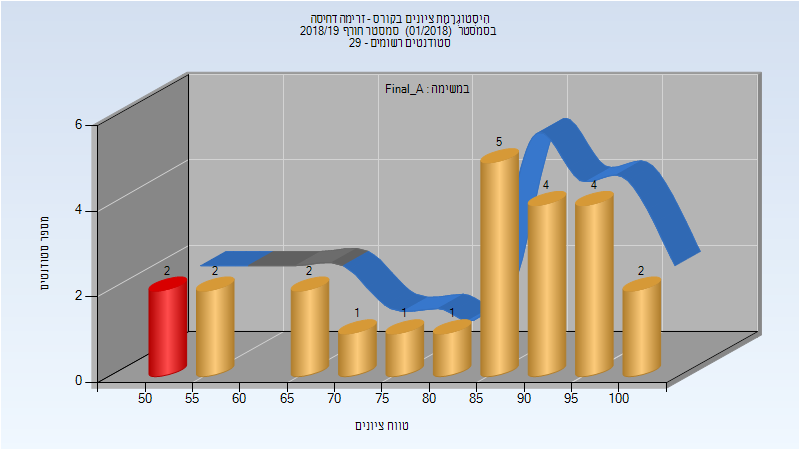 היסטוגרמת ציונים בקורס - זרימה דחיסה
בסמסטר (01/2018) סמסטר חורף 2018/19
סטודנטים רשומים - 29
במשימה : Final_A
מספר סטודנטים
6
4
2
0
2
2
2
1
1
1
5
4
4
2
50 55 60 65 70 75 80 85 90 95 100
טווח ציונים